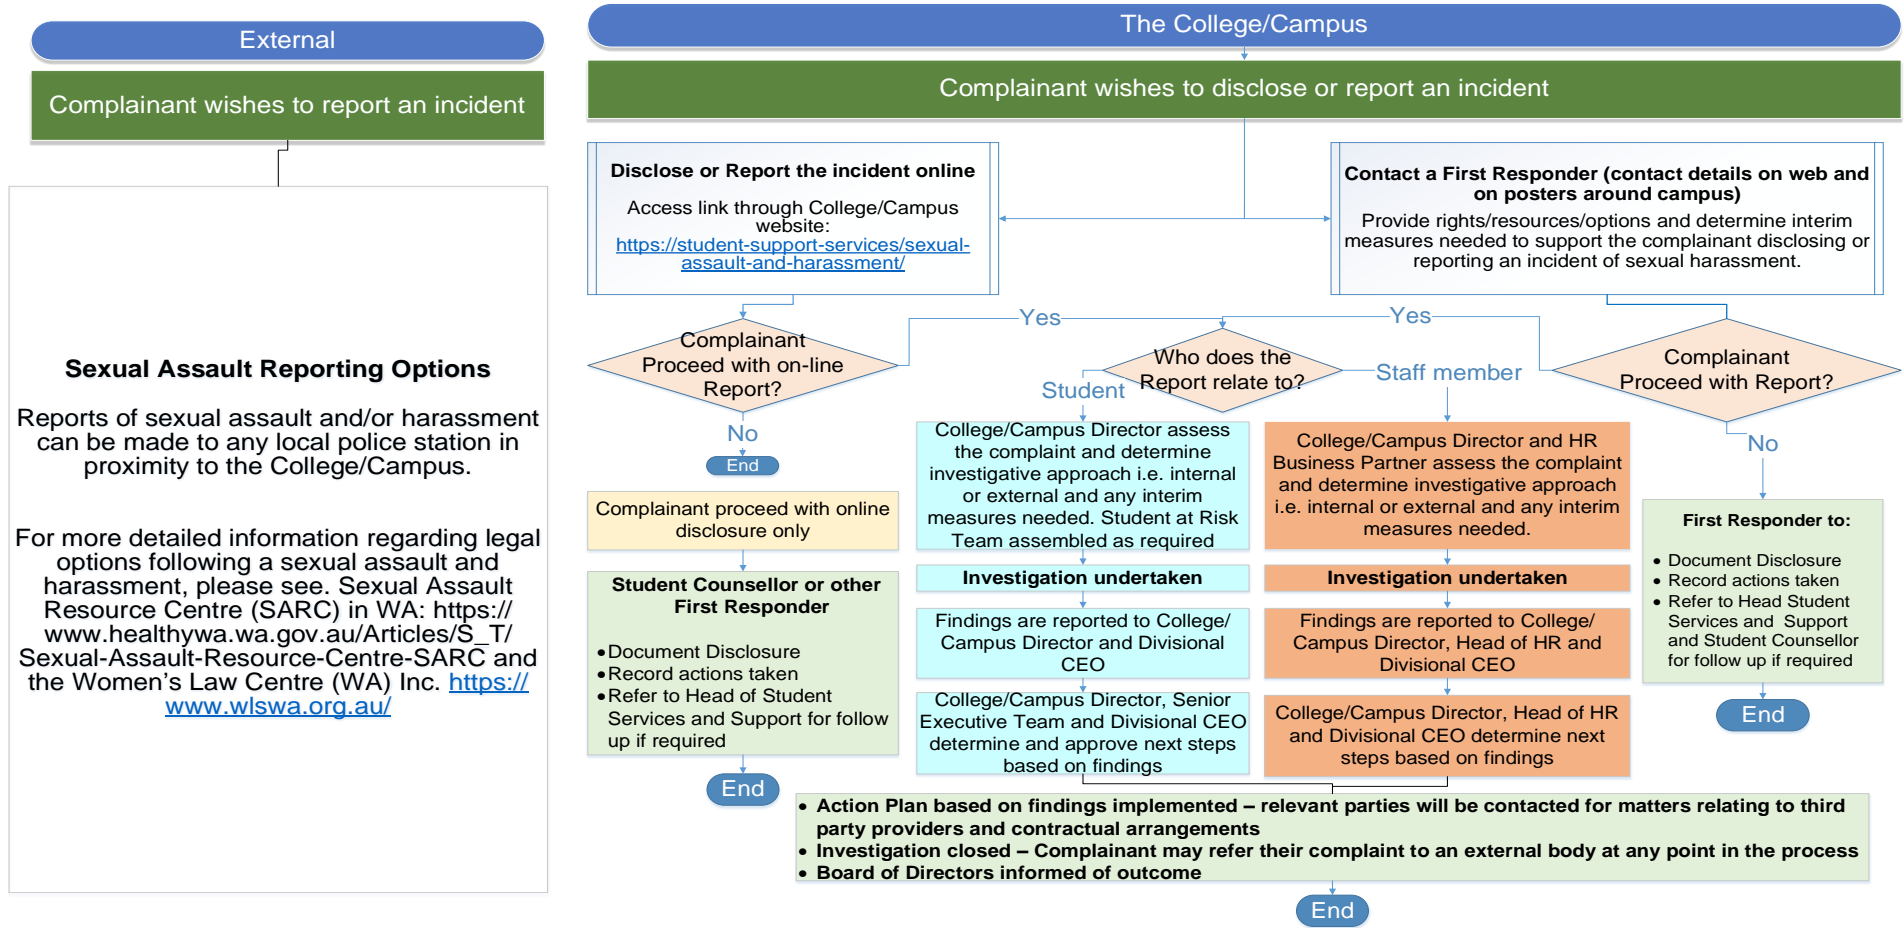 External
Complainant wishes to report an incident
Sexual Assault Reporting Options
Reports of sexual assault and/or harassment
can be made to any local police station in
proximity to the College/Campus.
For more detailed information regarding legal
options following a sexual assault and
harassment, please see. Sexual Assault
Resource Centre (SARC) in WA: https://
www.healthywa.wa.gov.au/Articles/S_T/
Sexual-Assault-Resource-Centre-SARC and
the Women’s Law Centre (WA) Inc. https://
www.wlswa.org.au/
The College/Campus
Complainant wishes to disclose or report an incident
Disclose or Report the incident online
Access link through College/Campus
website:
https://student-support-services/sexual-
assault-and-harassment/
Contact a First Responder (contact details on web and
on posters around campus)
Provide rights/resources/options and determine interim
measures needed to support the complainant disclosing or
reporting an incident of sexual harassment.
Complainant
Proceed with on-line
Report?
Yes
No
End
Complainant proceed with online
disclosure only
Student Counsellor or other
First Responder
• Document Disclosure
• Record actions taken
• Refer to Head of Student
Services and Support for follow
up if required
End
Who does the
Report relate to?
Student
College/Campus Director assess
the complaint and determine
investigative approach i.e. internal
or external and any interim
measures needed. Student at Risk
Team assembled as required
Investigation undertaken
Findings are reported to College/
Campus Director and Divisional
CEO
College/Campus Director, Senior
Executive Team and Divisional CEO
determine and approve next steps
based on findings
Staff member
College/Campus Director and HR
Business Partner assess the complaint
and determine investigative approach
i.e. internal or external and any interim
measures needed.
Investigation undertaken
Findings are reported to College/
Campus Director, Head of HR and
Divisional CEO
College/Campus Director, Head of HR
and Divisional CEO determine next
steps based on findings
Yes
Complainant
Proceed with Report?
No
First Responder to:
• Document Disclosure
• Record actions taken
• Refer to Head Student
Services and Support
and Student Counsellor
for follow up if required
End
• Action Plan based on findings implemented – relevant parties will be contacted for matters relating to third
party providers and contractual arrangements
• Investigation closed – Complainant may refer their complaint to an external body at any point in the process
• Board of Directors informed of outcome
End